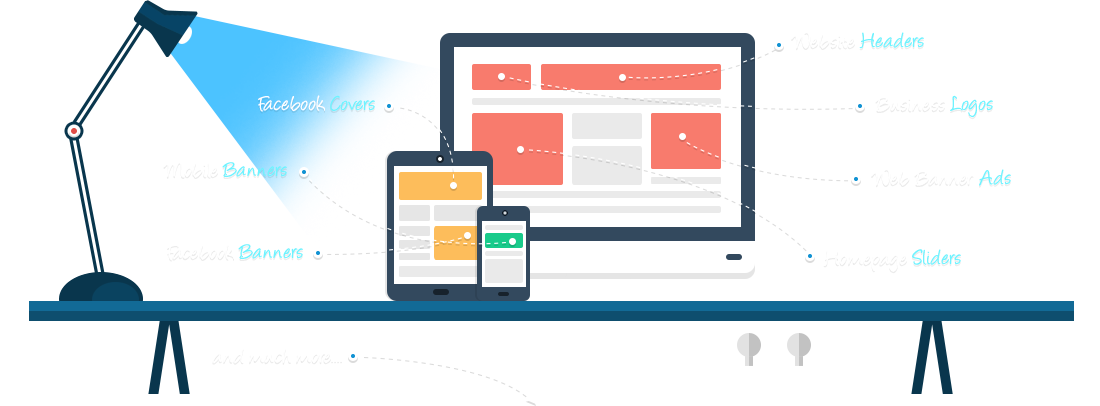 Website Headers
Facebook Covers
Business Logos
Mobile Banners
Web Banner Ads
Facebook Banners
Homepage Sliders
and much more...